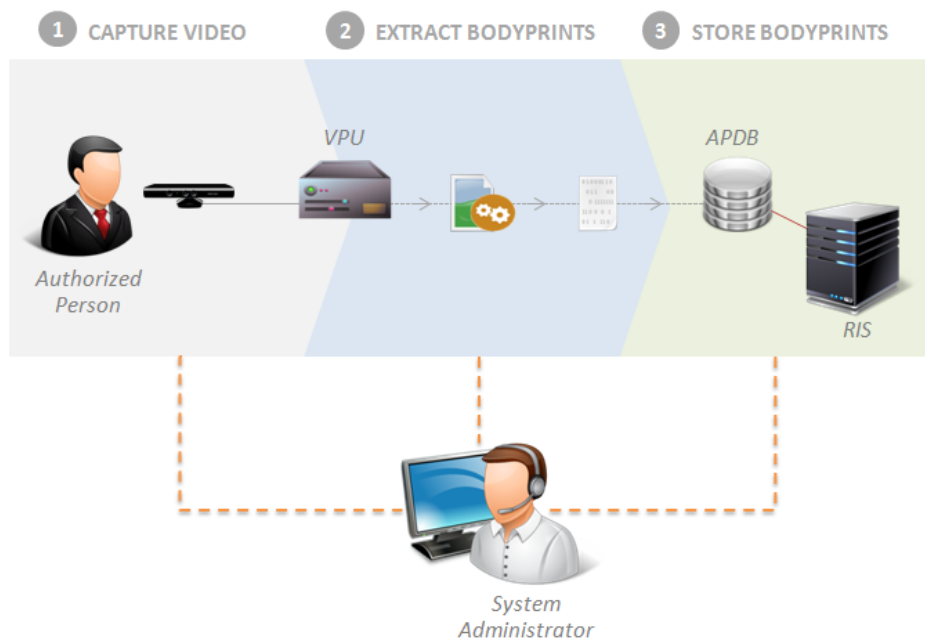 1 CAPTURE VIDEO
2 EXTRACT BODYPRINTS
3 STORE BODYPRINTS
VPU
APDB
Authorized
Person
RIS
System
Administrator